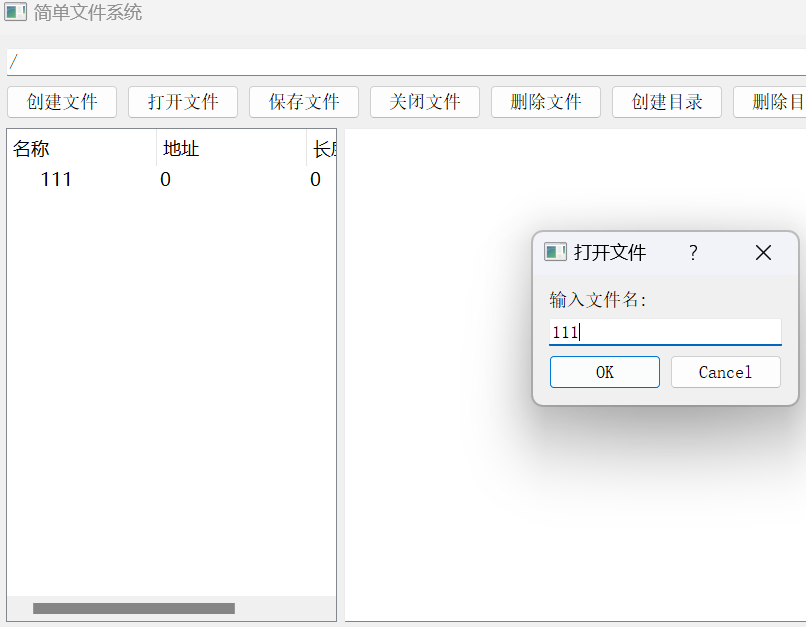 简单文件系统
/
创建文件 打开文件 保存文件 关闭文件 删除文件 创建目录 删除目
名称 地址 长
111 0 0
打开文件 ?
输入文件名:
111
OK Cancel